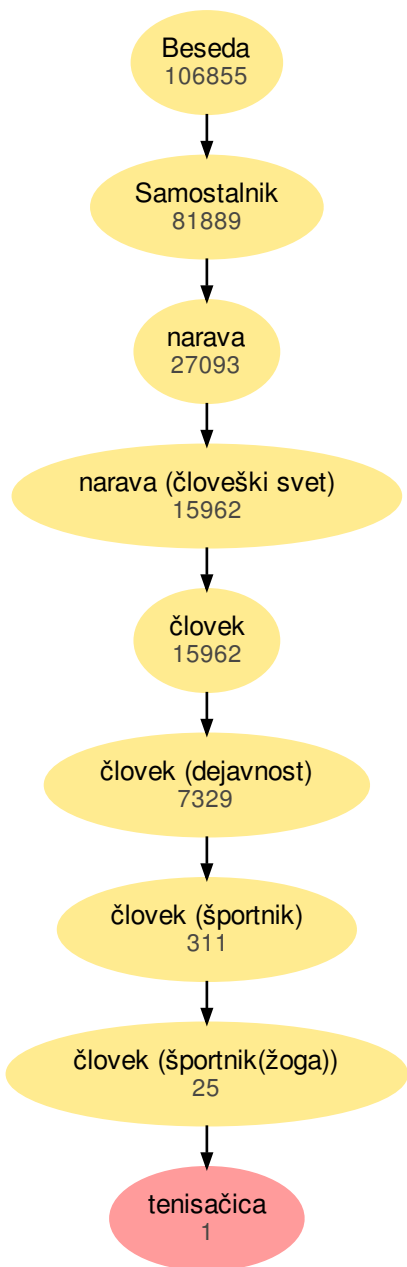 Beseda
106855
Samostalnik
81889
narava
27093
narava (človeški svet)
15962
človek
15962
človek (dejavnost)
7329
človek (športnik)
311
človek (športnik(žoga))
25
tenisačica
1